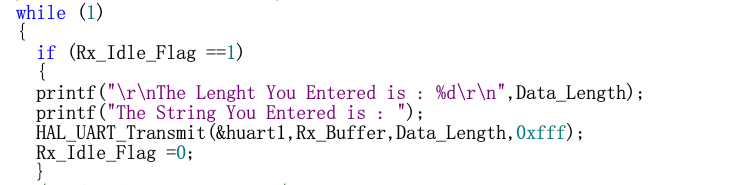 while (1)
{
if (Rx_Idle_Flag ==1)
{
printf("\r\nThe Lenght You Entered is : %d\r\n",Data_Length);
printf("The String You Entered is : ");
HAL_UART_Transmit(&huart1,Rx_Buffer,Data_Length,0xfff);
Rx_Idle_Flag =0;
}